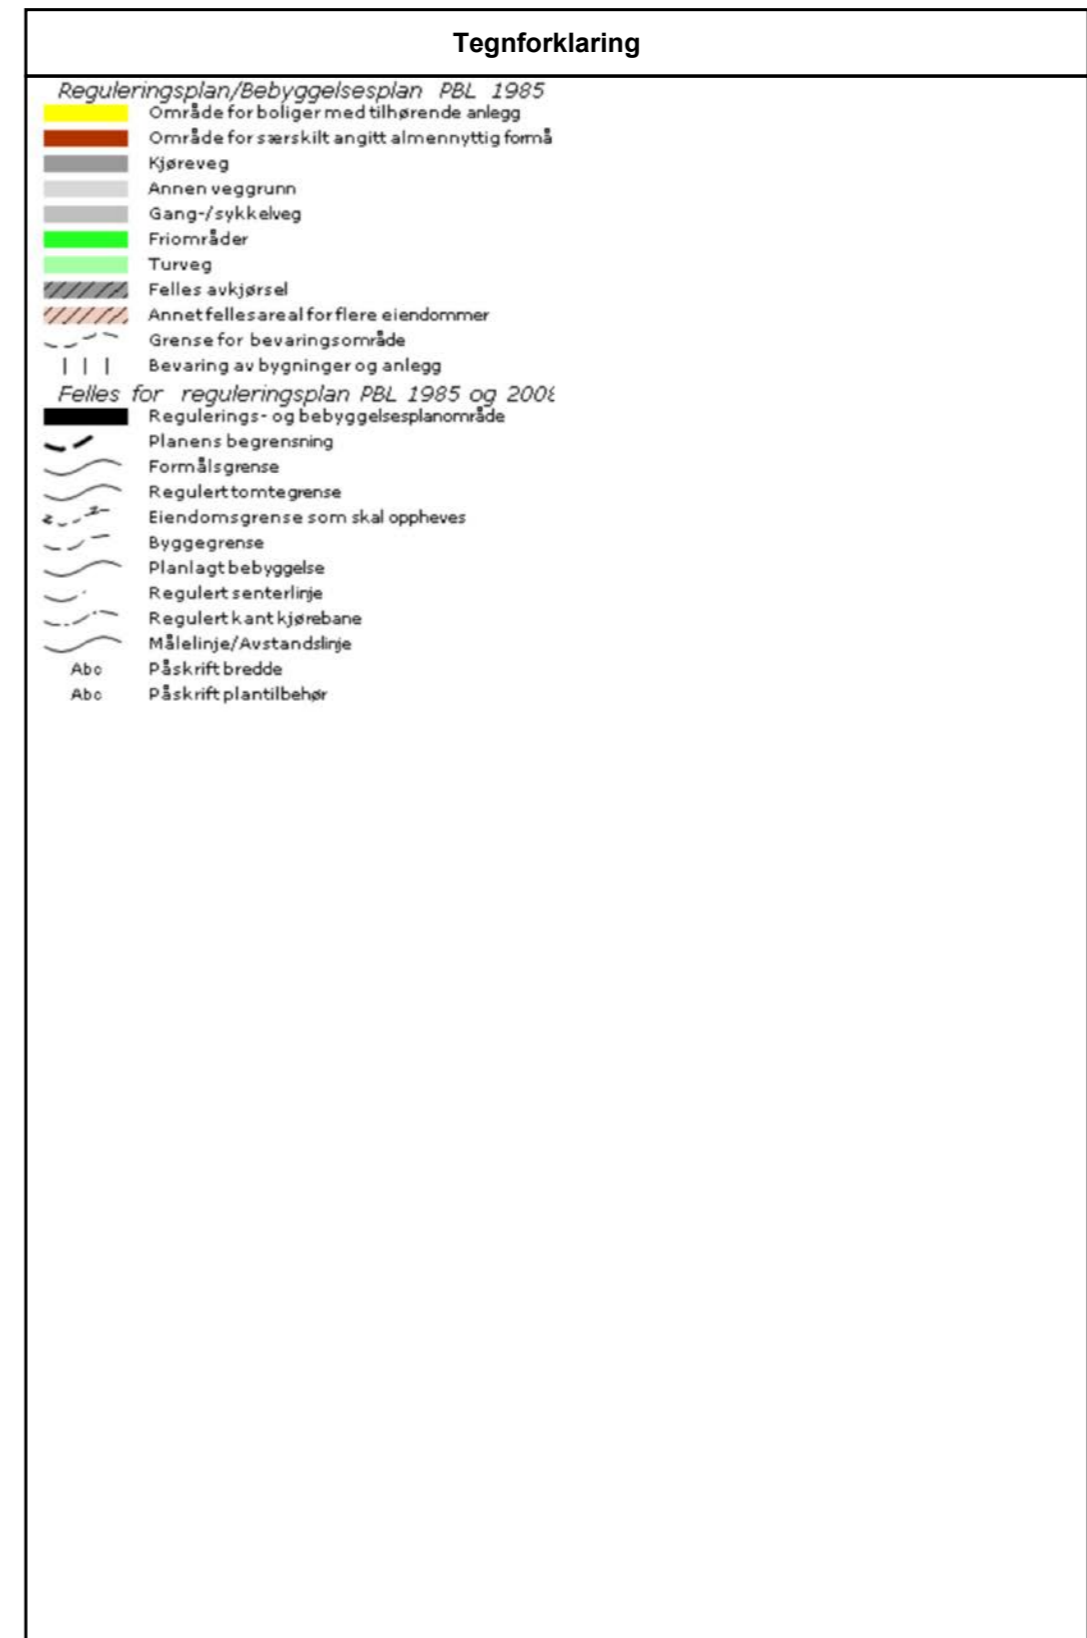 Tegnforklaring
Reguleringsplan/Bebyggelsesplan PBL 1985
Område for boliger med tilhørende anlegg
Område for særskilt angitt almennyttig formå
Kjøreveg
Annen veggrunn
Gang-/sykkelveg
Friområder
Turveg
Felles avkjørsel
Annet fellesareal for flere eiendommer
Grense for bevaringsområde
Bevaring av bygninger og anlegg
Felles for reguleringsplan PBL 1985 og 2008
Regulerings- og bebyggelsesplanområde
Planens begrensning
Formålsgrense
Regulert tomtegrense
Eiendomsgrense som skal oppheves
Byggegrense
Planlagt bebyggelse
Regulert senterlinje
Regulert kant kjørebane
Målelinje/Avstandslinje
Abc Påskrift bredde
Abc Påskrift plantilbehør